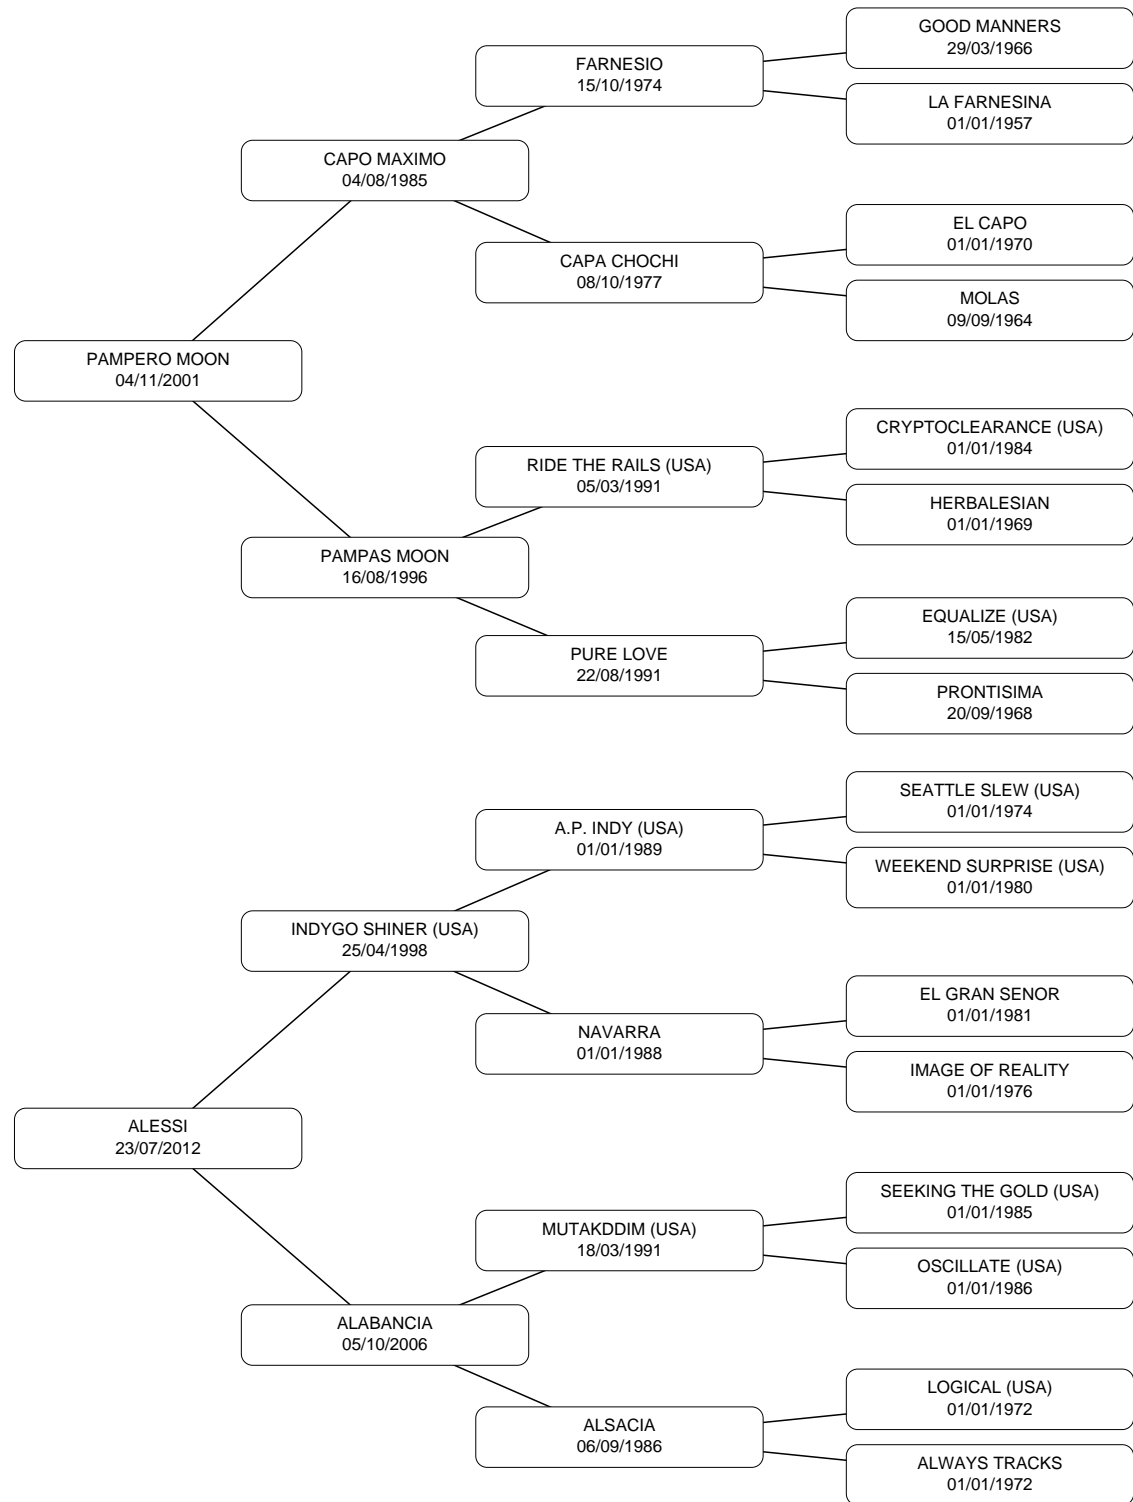 GOOD MANNERS
29/03/1966
FARNESIO
15/10/1974
LA FARNESINA
01/01/1957
CAPO MAXIMO
04/08/1985
EL CAPO
01/01/1970
CAPA CHOCHI
08/10/1977
MOLAS
09/09/1964
PAMPERO MOON
04/11/2001
CRYPTOCLEARANCE (USA)
01/01/1984
RIDE THE RAILS (USA)
05/03/1991
HERBALESIAN
01/01/1969
PAMPAS MOON
16/08/1996
EQUALIZE (USA)
15/05/1982
PURE LOVE
22/08/1991
PRONTISIMA
20/09/1968
SEATTLE SLEW (USA)
01/01/1974
A.P. INDY (USA)
01/01/1989
WEEKEND SURPRISE (USA)
01/01/1980
INDYGO SHINER (USA)
25/04/1998
EL GRAN SENOR
01/01/1981
NAVARRA
01/01/1988
IMAGE OF REALITY
01/01/1976
ALESSI
23/07/2012
SEEKING THE GOLD (USA)
01/01/1985
MUTAKDDIM (USA)
18/03/1991
OSCILLATE (USA)
01/01/1986
ALABANCIA
05/10/2006
LOGICAL (USA)
01/01/1972
ALSACIA
06/09/1986
ALWAYS TRACKS
01/01/1972